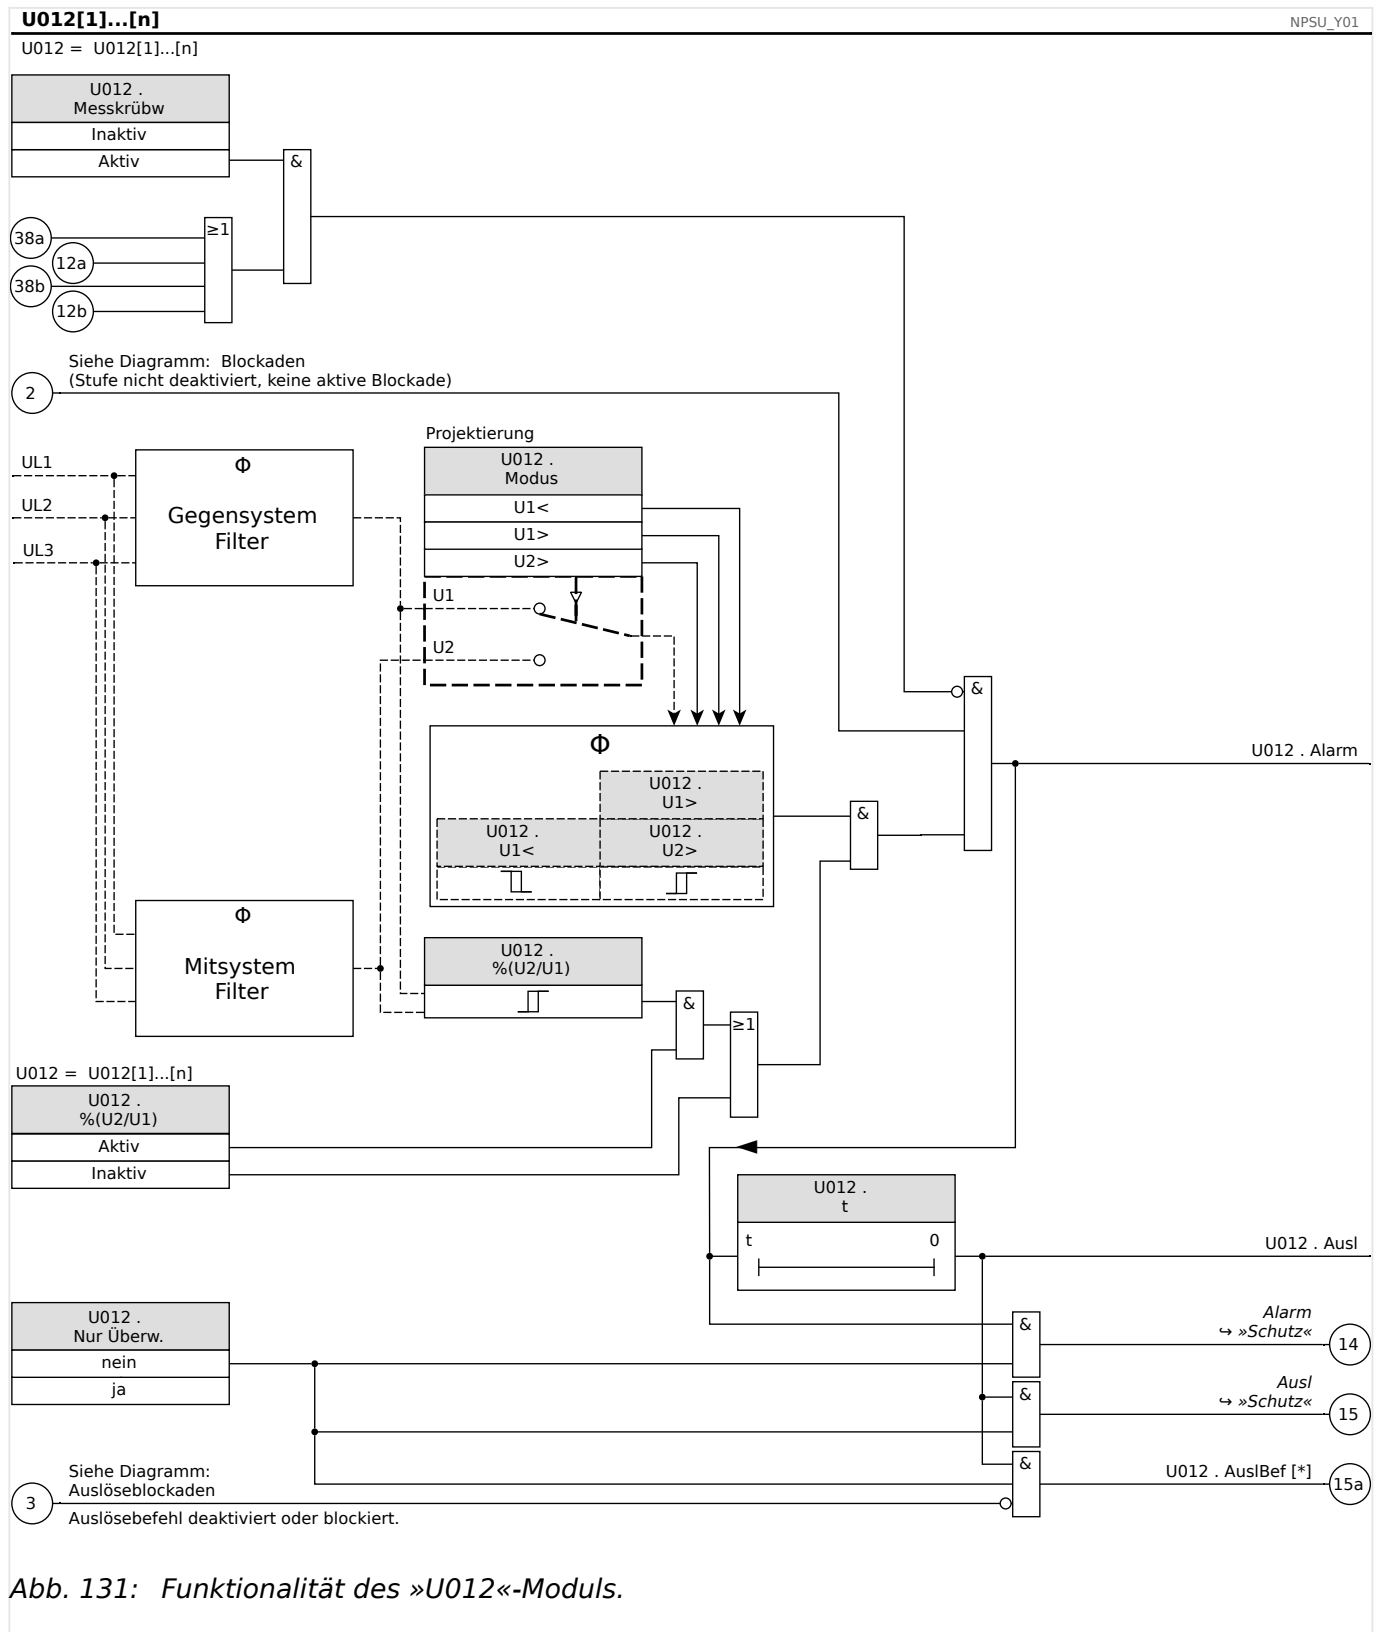 U012[1]...[n]
NPSU_Y01
U012 = U012[1]...[n]
U012 .
Messkrübw
Inaktiv
Aktiv
&
38a
≥1
12a
38b
12b
Siehe Diagramm: Blockaden
(Stufe nicht deaktiviert, keine aktive Blockade)
2
Projektierung
U012 .
Modus
U1<
U1>
U2>
UL1
UL2
UL3
Φ
Gegensystem
Filter
U1
U2
&
U012 . Alarm
Φ
U012 .
U1>
U012 .
U1<
U012 .
U2>
&
Φ
Mitsystem
Filter
U012 .
%(U2/U1)
&
≥1
U012 = U012[1]...[n]
U012 .
%(U2/U1)
Aktiv
Inaktiv
U012 .
t
t
0
U012 . Ausl
U012 .
Nur Überw.
nein
ja
&
Alarm
↪ »Schutz«
14
&
Ausl
↪ »Schutz«
15
&
U012 . AuslBef [*]
15a
Siehe Diagramm:
Auslöseblockaden
3
Auslösebefehl deaktiviert oder blockiert.
Abb. 131: Funktionalität des »U012«-Moduls.